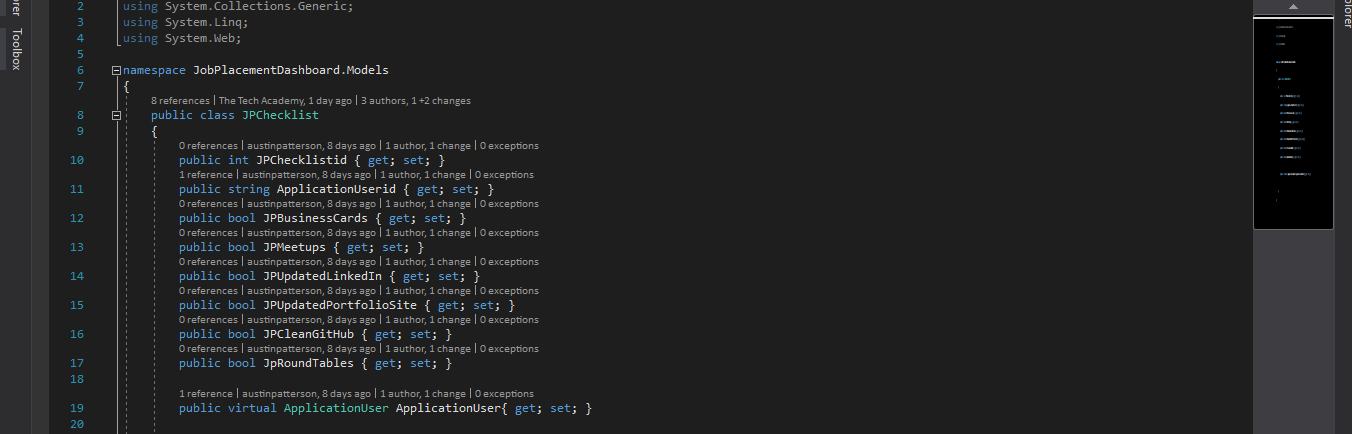 orer
Toolbox
2 using System.Collections.Generic;
3 using System.Linq;
4 using System.Web;
5
6 namespace JobPlacementDashboard.Models
7 {
8 references | The Tech Academy, 1 day ago | 3 authors, 1 +2 changes
8 public class JPChecklist
9 {
0 references | austinpatterson, 8 days ago | 1 author, 1 change | 0 exceptions
10 public int JPChecklistid { get; set; }
1 reference | austinpatterson, 8 days ago | 1 author, 1 change | 0 exceptions
11 public string ApplicationUserid { get; set; }
0 references | austinpatterson, 8 days ago | 1 author, 1 change | 0 exceptions
12 public bool JPBusinessCards { get; set; }
0 references | austinpatterson, 8 days ago | 1 author, 1 change | 0 exceptions
13 public bool JPMeetups { get; set; }
0 references | austinpatterson, 8 days ago | 1 author, 1 change | 0 exceptions
14 public bool JPUpdatedLinkedIn { get; set; }
0 references | austinpatterson, 8 days ago | 1 author, 1 change | 0 exceptions
15 public bool JPUpdatedPortfolioSite { get; set; }
0 references | austinpatterson, 8 days ago | 1 author, 1 change | 0 exceptions
16 public bool JPCleanGitHub { get; set; }
0 references | austinpatterson, 8 days ago | 1 author, 1 change | 0 exceptions
17 public bool JpRoundTables { get; set; }
18
1 reference | austinpatterson, 8 days ago | 1 author, 1 change | 0 exceptions
19 public virtual ApplicationUser ApplicationUser{ get; set; }
20
plorer